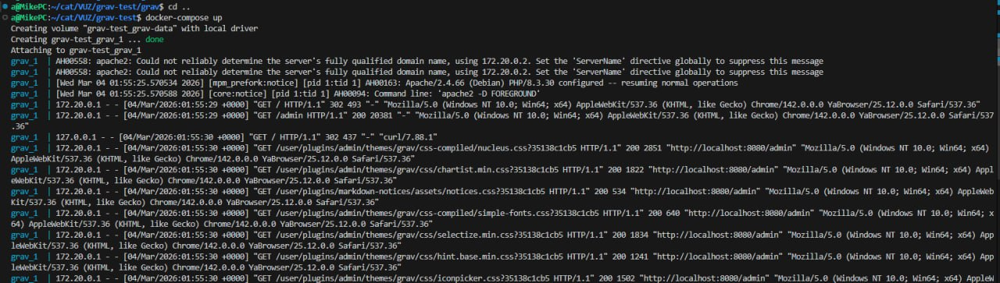 a@MikePC:~/cat/VUZ/grav-test/grav$ cd ..
a@MikePC:~/cat/VUZ/grav-test$ docker-compose up
Creating volume "grav-test_grav-data" with local driver
Creating grav-test_grav_1 ... done
Attaching to grav-test_grav_1
grav_1  | AH00558: apache2: Could not reliably determine the server's fully qualified domain name, using 172.20.0.2. Set the 'ServerName' directive globally to suppress this message
grav_1  | AH00558: apache2: Could not reliably determine the server's fully qualified domain name, using 172.20.0.2. Set the 'ServerName' directive globally to suppress this message
grav_1  | [Wed Mar 04 01:55:25.570534 2026] [mpm_prefork:notice] [pid 1:tid 1] AH00163: Apache/2.4.66 (Debian) PHP/8.3.30 configured -- resuming normal operations
grav_1  | [Wed Mar 04 01:55:25.570588 2026] [core:notice] [pid 1:tid 1] AH00094: Command line: 'apache2 -D FOREGROUND'
grav_1  | 172.20.0.1 - - [04/Mar/2026:01:55:29 +0000] "GET / HTTP/1.1" 302 493 "-" "Mozilla/5.0 (Windows NT 10.0; Win64; x64) AppleWebKit/537.36 (KHTML, like Gecko) Chrome/142.0.0.0 YaBrowser/25.12.0.0 Safari/537.36"
grav_1  | 172.20.0.1 - - [04/Mar/2026:01:55:29 +0000] "GET /admin HTTP/1.1" 200 20381 "-" "Mozilla/5.0 (Windows NT 10.0; Win64; x64) AppleWebKit/537.36 (KHTML, like Gecko) Chrome/142.0.0.0 YaBrowser/25.12.0.0 Safari/537
.36"
grav_1  | 127.0.0.1 - - [04/Mar/2026:01:55:30 +0000] "GET / HTTP/1.1" 302 437 "-" "curl/7.88.1"
grav_1  | 172.20.0.1 - - [04/Mar/2026:01:55:30 +0000] "GET /user/plugins/admin/themes/grav/css-compiled/nucleus.css?35138c1cb5 HTTP/1.1" 200 2851 "http://localhost:8080/admin" "Mozilla/5.0 (Windows NT 10.0; Win64; x64)
AppleWebKit/537.36 (KHTML, like Gecko) Chrome/142.0.0.0 YaBrowser/25.12.0.0 Safari/537.36"
grav_1  | 172.20.0.1 - - [04/Mar/2026:01:55:30 +0000] "GET /user/plugins/admin/themes/grav/css/chartist.min.css?35138c1cb5 HTTP/1.1" 200 1822 "http://localhost:8080/admin" "Mozilla/5.0 (Windows NT 10.0; Win64; x64) Appl
eWebKit/537.36 (KHTML, like Gecko) Chrome/142.0.0.0 YaBrowser/25.12.0.0 Safari/537.36"
grav_1  | 172.20.0.1 - - [04/Mar/2026:01:55:30 +0000] "GET /user/plugins/markdown-notices/assets/notices.css?35138c1cb5 HTTP/1.1" 200 534 "http://localhost:8080/admin" "Mozilla/5.0 (Windows NT 10.0; Win64; x64) AppleWeb
Kit/537.36 (KHTML, like Gecko) Chrome/142.0.0.0 YaBrowser/25.12.0.0 Safari/537.36"
grav_1  | 172.20.0.1 - - [04/Mar/2026:01:55:30 +0000] "GET /user/plugins/admin/themes/grav/css-compiled/simple-fonts.css?35138c1cb5 HTTP/1.1" 200 640 "http://localhost:8080/admin" "Mozilla/5.0 (Windows NT 10.0; Win64; x
64) AppleWebKit/537.36 (KHTML, like Gecko) Chrome/142.0.0.0 YaBrowser/25.12.0.0 Safari/537.36"
grav_1  | 172.20.0.1 - - [04/Mar/2026:01:55:30 +0000] "GET /user/plugins/admin/themes/grav/css/selectize.min.css?35138c1cb5 HTTP/1.1" 200 1834 "http://localhost:8080/admin" "Mozilla/5.0 (Windows NT 10.0; Win64; x64) App
leWebKit/537.36 (KHTML, like Gecko) Chrome/142.0.0.0 YaBrowser/25.12.0.0 Safari/537.36"
grav_1  | 172.20.0.1 - - [04/Mar/2026:01:55:30 +0000] "GET /user/plugins/admin/themes/grav/css/hint.base.min.css?35138c1cb5 HTTP/1.1" 200 1241 "http://localhost:8080/admin" "Mozilla/5.0 (Windows NT 10.0; Win64; x64) App
leWebKit/537.36 (KHTML, like Gecko) Chrome/142.0.0.0 YaBrowser/25.12.0.0 Safari/537.36"
grav_1  | 172.20.0.1 - - [04/Mar/2026:01:55:30 +0000] "GET /user/plugins/admin/themes/grav/css/iconpicker.css?35138c1cb5 HTTP/1.1" 200 1502 "http://localhost:8080/admin" "Mozilla/5.0 (Windows NT 10.0; Win64; x64) AppleW